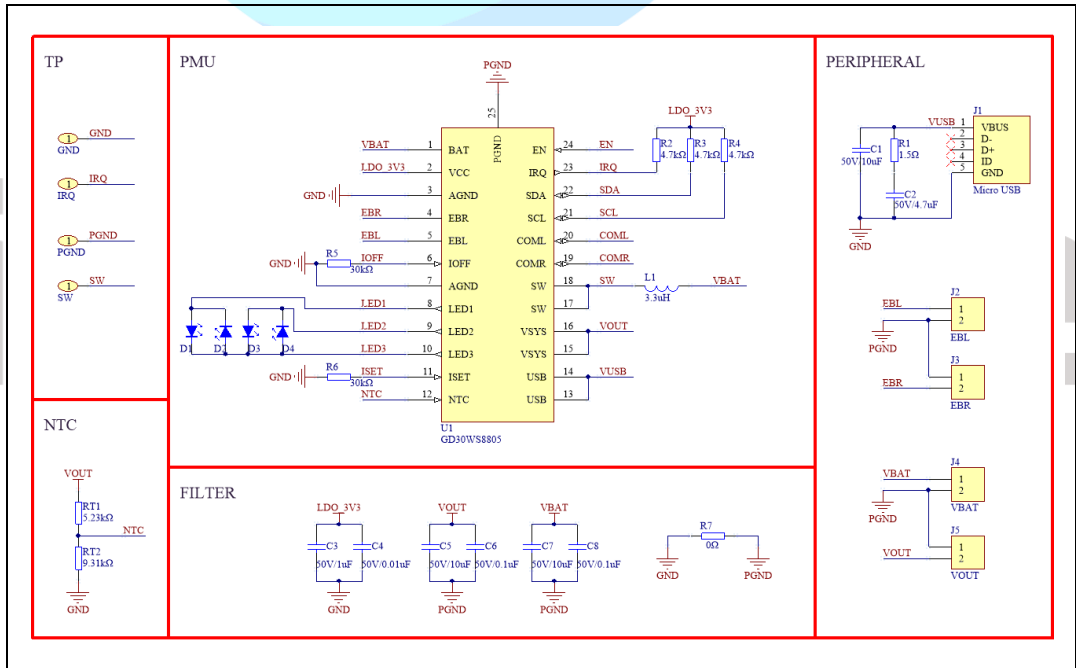 TP
1 GND
GND
1 IRQ
IRQ
1 PGND
PGND
1 SW
SW
NTC
VOUT
RT1
5.23kΩ
NTC
RT2
9.31kΩ
GND
PMU
PGND
25
PGND
VBAT 1 BAT
LDO_3V3 2 VCC
GND 3 AGND
EBR 4 EBR
EBL 5 EBL
GND R5 30kΩ IOFF 6 IOFF
7 AGND
LED1 8 LED1
LED2 9 LED2
LED3 10 LED3
D1 D2 D3 D4
GND R6 30kΩ ISET 11 ISET
NTC 12 NTC
EN 24 EN
IRQ 23 IRQ
SDA 22 SDA
SCL 21 SCL
COML 20 COML
COMR 19 COMR
SW 18 SW
SW 17
VSYS 16 VOUT
VSYS 15
USB 14 VUSB
USB 13
U1
GD30WS8805
LDO_3V3
R2 R3 R4
4.7kΩ 4.7kΩ 4.7kΩ
L1
3.3uH
VBAT
FILTER
LDO_3V3
C3 C4
50V/1uF 50V/0.01uF
GND
VOUT
C5 C6
50V/10uF 50V/0.1uF
PGND
VBAT
C7 C8
50V/10uF 50V/0.1uF
PGND
R7
0Ω
GND PGND
PERIPHERAL
J1
VUSB 1 VBUS
2 D-
3 D+
4 ID
5 GND
Micro USB
C1
50V/10uF
R1
1.5Ω
C2
50V/4.7uF
GND
J2
EBL 1
2
PGND
EBL
J3
1
EBR 2
EBR
J4
VBAT 1
2
PGND
VBAT
J5
1
VOUT 2
VOUT